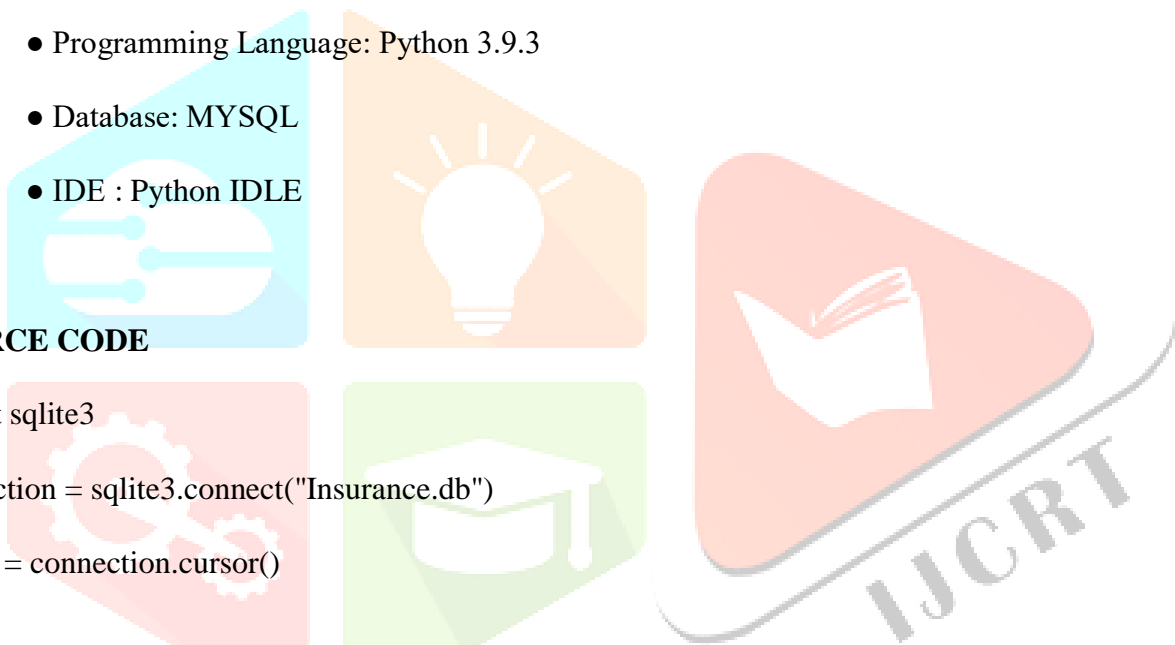 ● Programming Language: Python 3.9.3
● Database: MYSQL
● IDE : Python IDLE
RCE CODE
t sqlite3
ction = sqlite3.connect("Insurance.db")
= connection.cursor()
IJCRT